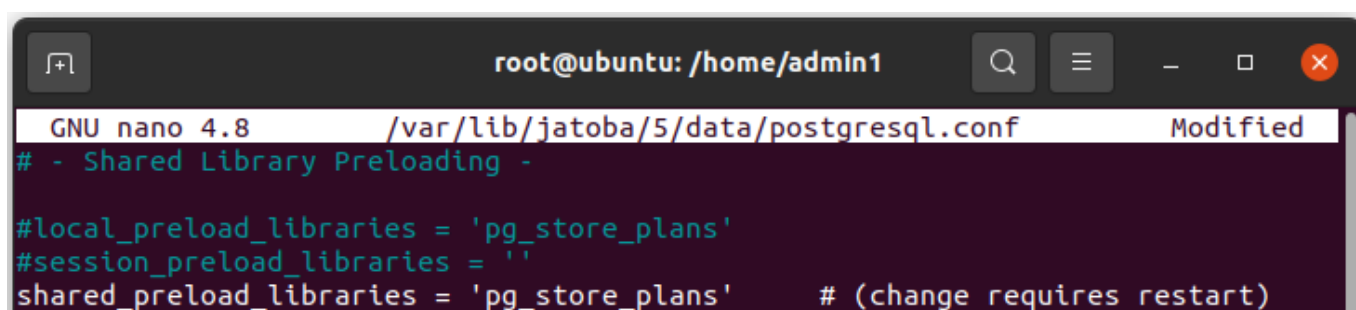 root@ubuntu: /home/admin1
GNU nano 4.8 /var/lib/jatoba/5/data/postgresql.conf Modified
# - Shared Library Preloading -
#local_preload_libraries = 'pg_store_plans'
#session_preload_libraries = ''
shared_preload_libraries = 'pg_store_plans' # (change requires restart)